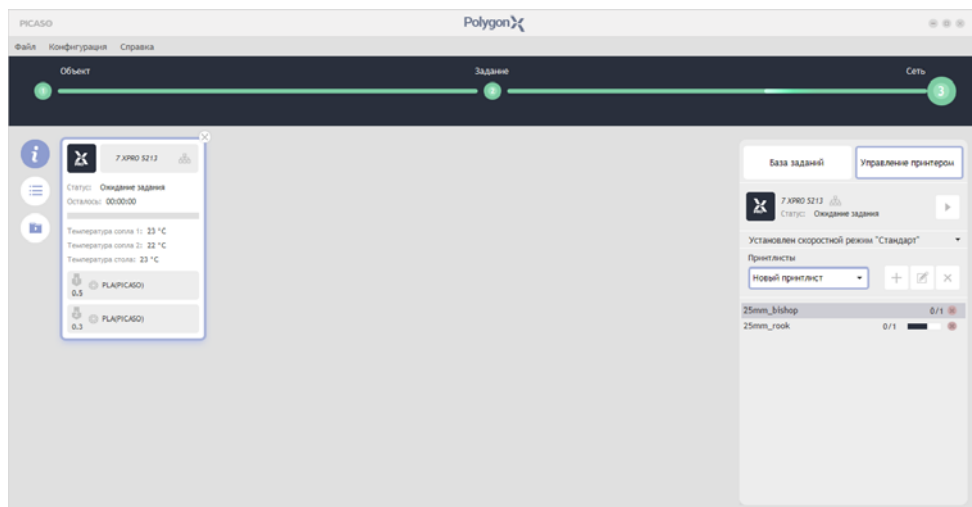 PICASO
PolygonX
Файл Конфигурация Справка
Объект
Задание
Сеть
3
7 XPRO 5213
Статус: Ожидание задания
Осталось: 00:00:00
Температура сопла 1: 23 °C
Температура сопла 2: 22 °C
Температура стола: 23 °C
0.5 PLA(PICASO)
0.3 PLA(PICASO)
База заданий
Управление принтером
7 XPRO 5213
Статус: Ожидание задания
Установлен скоростной режим "Стандарт"
Принтлисты
Новый принтлист
25mm_bishop 0/1
25mm_rook 0/1